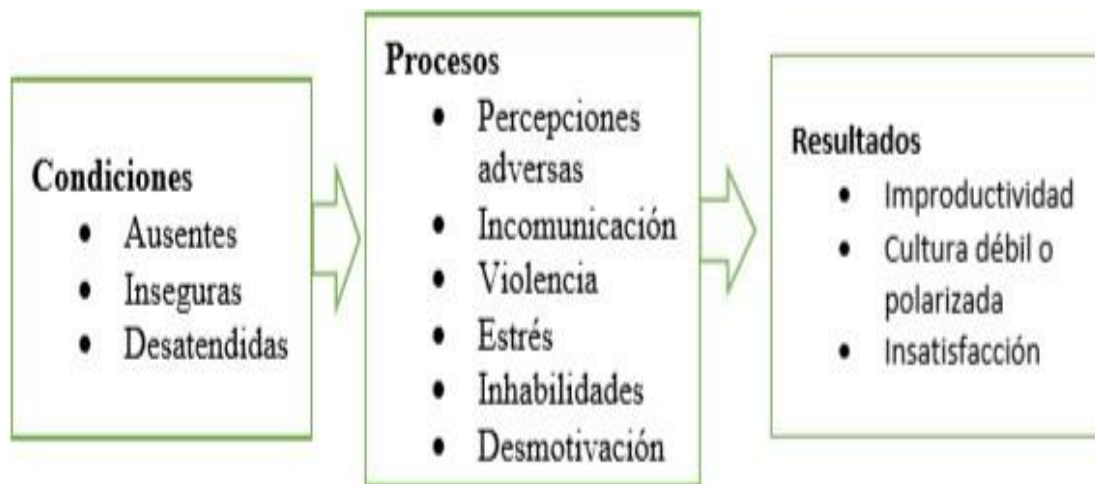 Condiciones
• Ausentes
• Inseguras
• Desatendidas
Procesos
• Percepciones
adversas
• Incomunicación
• Violencia
• Estrés
• Inhabilidades
• Desmotivación
Resultados
• Improductividad
• Cultura débil o
polarizada
• Insatisfacción